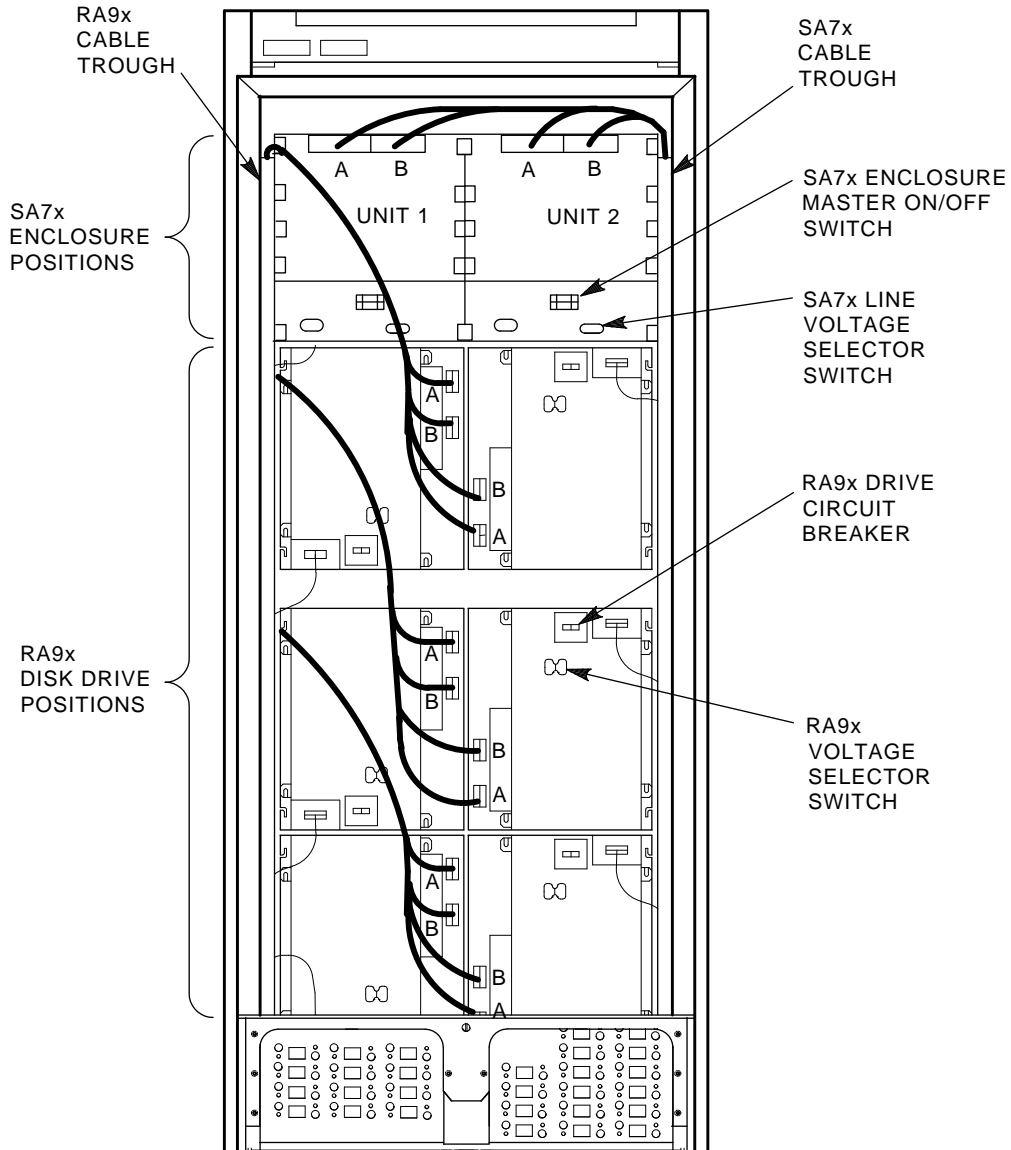 RA9x
CABLE
TROUGH
SA7x
CABLE
TROUGH
A
B
A
B
UNIT 1
UNIT 2
SA7x
ENCLOSURE
POSITIONS
SA7x ENCLOSURE
MASTER ON/OFF
SWITCH
SA7x LINE
VOLTAGE
SELECTOR
SWITCH
A
B
B
A
RA9x DRIVE
CIRCUIT
BREAKER
RA9x
DISK DRIVE
POSITIONS
A
B
B
A
RA9x
VOLTAGE
SELECTOR
SWITCH
A
B
B
A